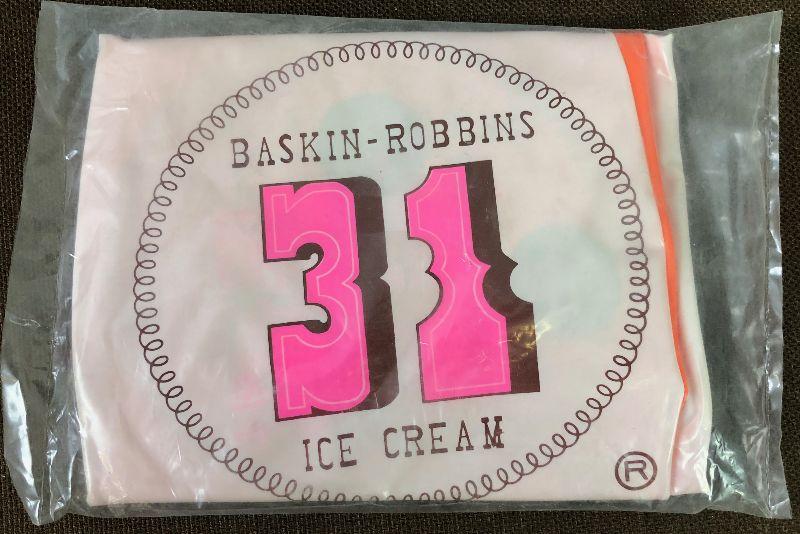 BASKIN-ROBBINS
31
ICE CREAM
®